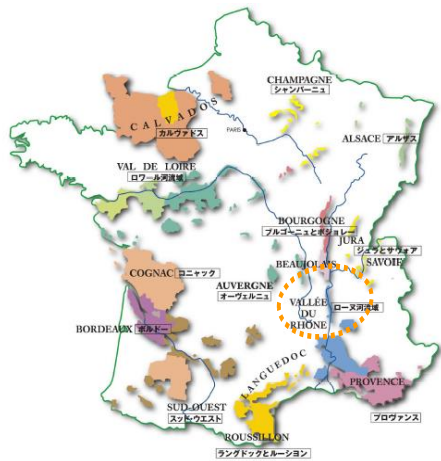 CHAMPAGNE
シャンパーニュ
CALVADOS
カルヴァドス
PARIS
ALSACE アルザス
VAL DE LOIRE
ロワール河流域
BOURGOGNE
ブルゴーニュとボジョレー
JURA
ジュラとサヴォア
BEAUJOLAIS
SAVOIE
COGNAC コニャック
AUVERGNE
オーヴェルニュ
VALLÉE
DU
RHÔNE
ローヌ河流域
BORDEAUX ボルドー
LANGUEDOC
PROVENCE
プロヴァンス
SUD-OUEST
スッド・ウエスト
ROUSSILLON
ラングドックとルーション